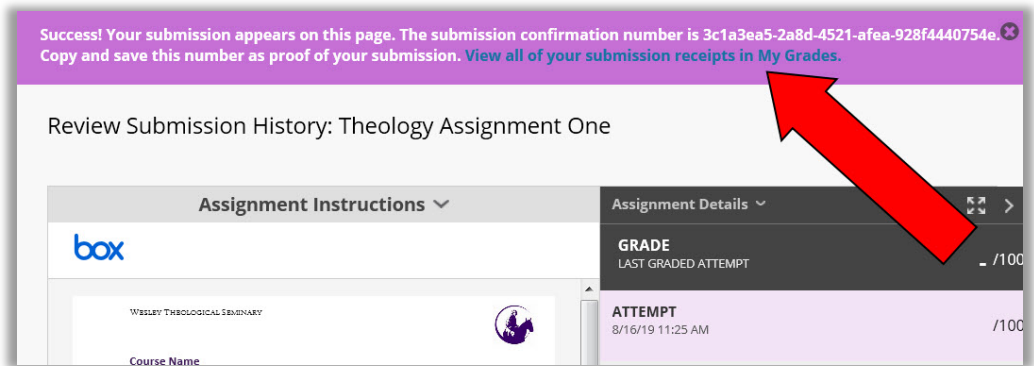 Success! Your submission appears on this page. The submission confirmation number is 3c1a3ea5-2a8d-4521-afea-928f4440754e.
Copy and save this number as proof of your submission. View all of your submission receipts in My Grades.
Review Submission History: Theology Assignment One
Assignment Instructions
Assignment Details
box
GRADE
LAST GRADED ATTEMPT
- /100
WESLEY THEOLOGICAL SEMINARY
ATTEMPT
8/16/19 11:25 AM
/100
Course Name